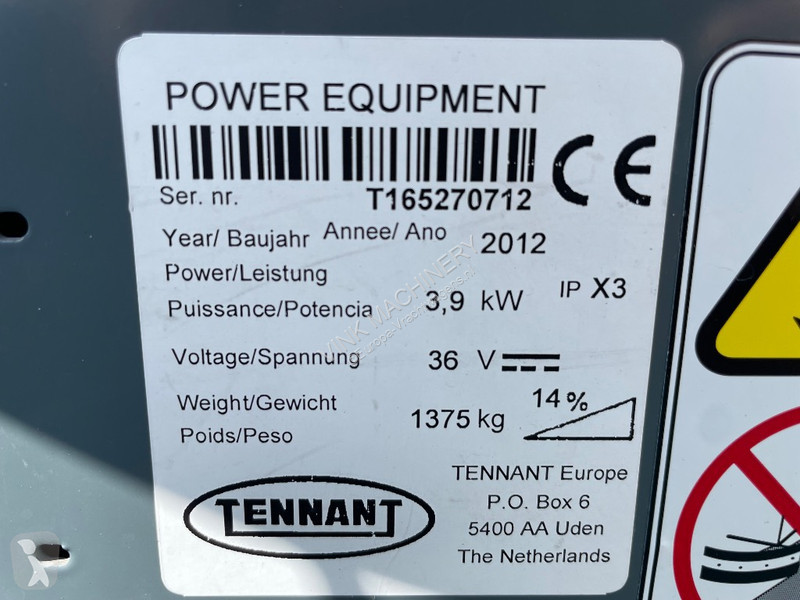 POWER EQUIPMENT
CE
Ser. nr. T165270712
Year/ Baujahr Annee/ Ano 2012
Power/Leistung
Puissance/Potencia 3,9 kW IP X3
Voltage/Spannung 36 V
Weight/Gewicht
Poids/Peso 1375 kg 14%
TENNANT
TENNANT Europe
P.O. Box 6
5400 AA Uden
The Netherlands
VINK MACHINERY